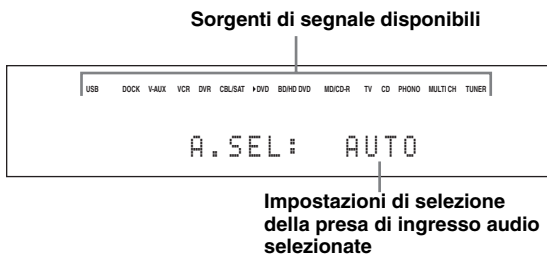 Sorgenti di segnale disponibili
USB DOCK V-AUX VCR DVR CBL/SAT DVD BD/HD DVD MD/CD-R TV CD PHONO MULTI CH TUNER
A.SEL: AUTO
Impostazioni di selezione
della presa di ingresso audio
selezionate